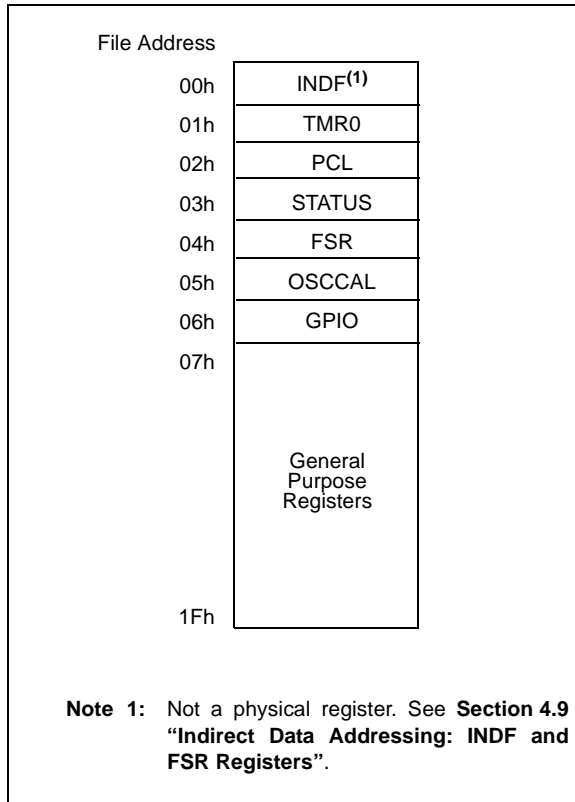 File Address
00h INDF(1)
01h TMR0
02h PCL
03h STATUS
04h FSR
05h OSCCAL
06h GPIO
07h
General
Purpose
Registers
1Fh
Note 1: Not a physical register. See Section 4.9
“Indirect Data Addressing: INDF and
FSR Registers”.